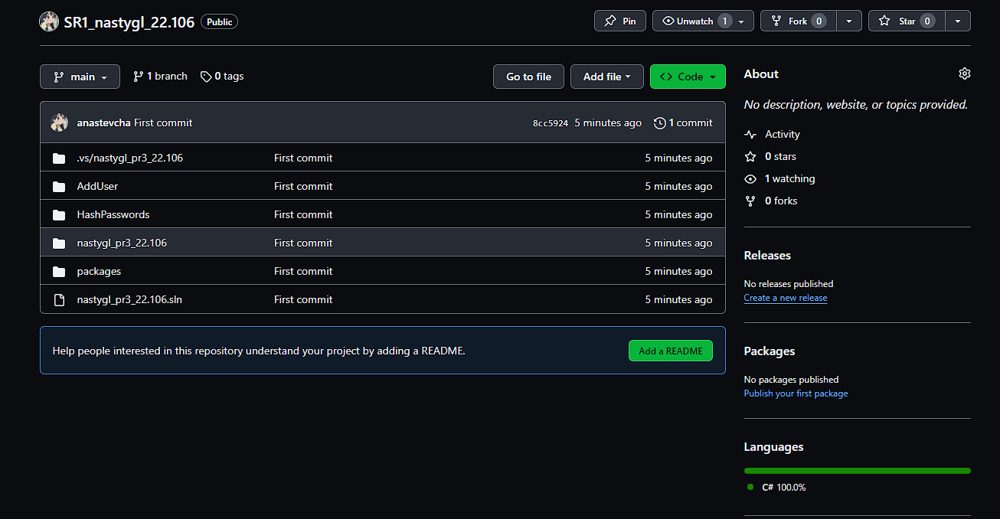 SR1_nastygl_22.106 Public Pin Unwatch 1 Fork 0 Star 0
main 1 branch 0 tags Go to file Add file Code
anastevcha First commit 8cc5924 5 minutes ago 1 commit
.vs/nastygl_pr3_22.106 First commit 5 minutes ago
AddUser First commit 5 minutes ago
HashPasswords First commit 5 minutes ago
nastygl_pr3_22.106 First commit 5 minutes ago
packages First commit 5 minutes ago
nastygl_pr3_22.106.sln First commit 5 minutes ago
Help people interested in this repository understand your project by adding a README. Add a README
About
No description, website, or topics provided.
Activity
0 stars
1 watching
0 forks
Releases
No releases published
Create a new release
Packages
No packages published
Publish your first package
Languages
C# 100.0%